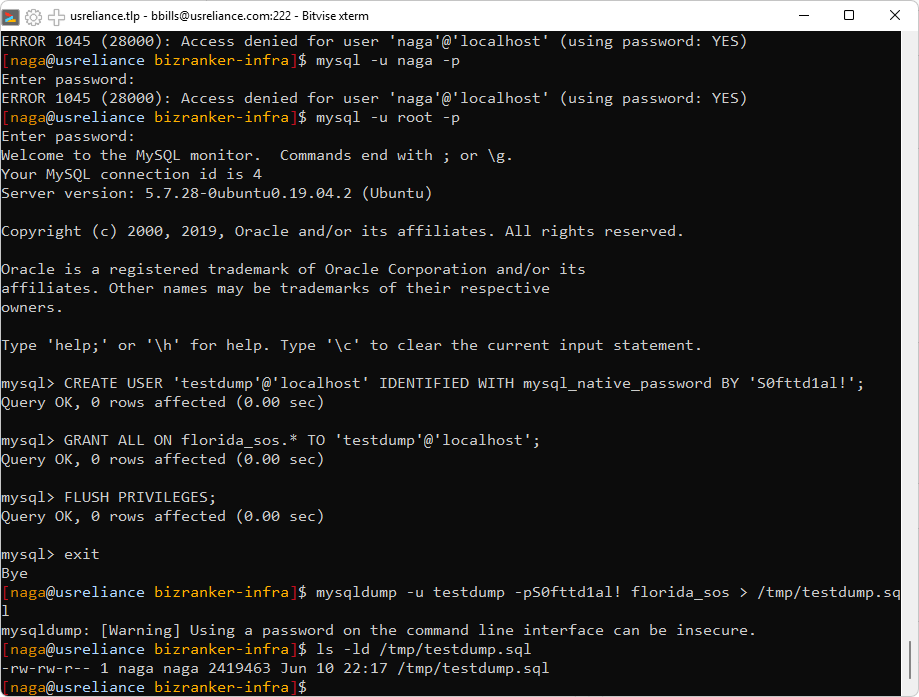 usreliance.tlp - bbills@usreliance.com:222 - Bitvise xterm
ERROR 1045 (28000): Access denied for user 'naga'@'localhost' (using password: YES)
[naga@usreliance bizranker-infra]$ mysql -u naga -p
Enter password:
ERROR 1045 (28000): Access denied for user 'naga'@'localhost' (using password: YES)
[naga@usreliance bizranker-infra]$ mysql -u root -p
Enter password:
Welcome to the MySQL monitor.  Commands end with ; or \g.
Your MySQL connection id is 4
Server version: 5.7.28-0ubuntu0.19.04.2 (Ubuntu)
Copyright (c) 2000, 2019, Oracle and/or its affiliates. All rights reserved.
Oracle is a registered trademark of Oracle Corporation and/or its
affiliates. Other names may be trademarks of their respective
owners.
Type 'help;' or '\h' for help. Type '\c' to clear the current input statement.
mysql> CREATE USER 'testdump'@'localhost' IDENTIFIED WITH mysql_native_password BY 'S0fttd1al!';
Query OK, 0 rows affected (0.00 sec)
mysql> GRANT ALL ON florida_sos.* TO 'testdump'@'localhost';
Query OK, 0 rows affected (0.00 sec)
mysql> FLUSH PRIVILEGES;
Query OK, 0 rows affected (0.00 sec)
mysql> exit
Bye
[naga@usreliance bizranker-infra]$ mysqldump -u testdump -pS0fttd1al! florida_sos > /tmp/testdump.sq
l
mysqldump: [Warning] Using a password on the command line interface can be insecure.
[naga@usreliance bizranker-infra]$ ls -ld /tmp/testdump.sql
-rw-rw-r-- 1 naga naga 2419463 Jun 10 22:17 /tmp/testdump.sql
[naga@usreliance bizranker-infra]$